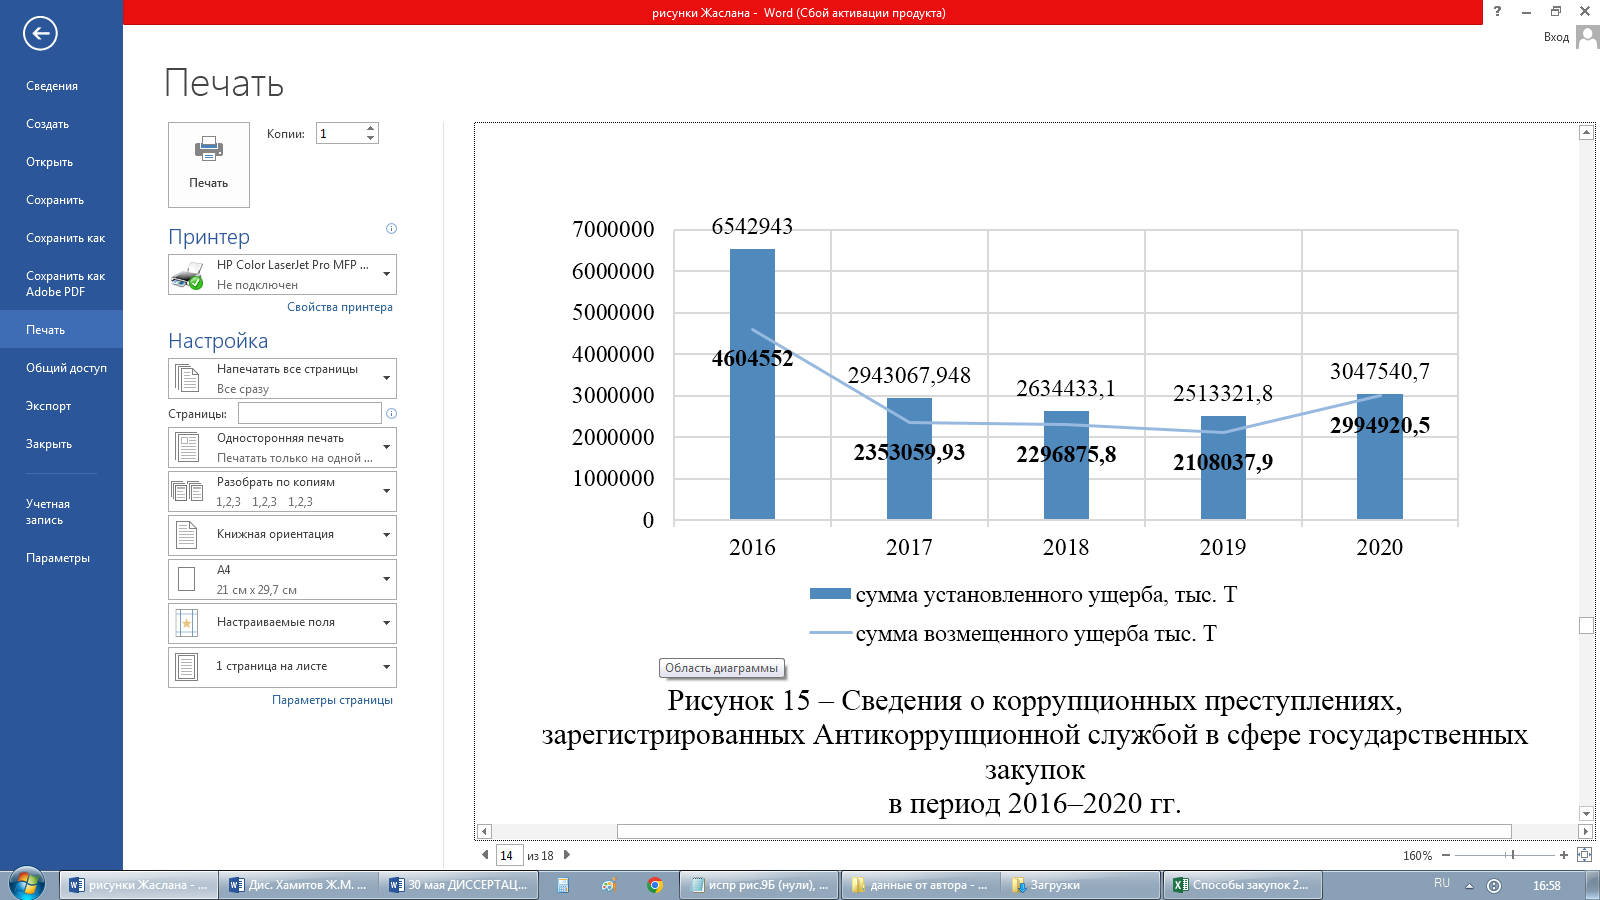 рисунки Жаслана - Word (Сбой активации продукта)
?
Вход
Сведения
Создать
Открыть
Сохранить
Сохранить как
Сохранить как
Adobe PDF
Печать
Общий доступ
Экспорт
Закрыть
Учетная
запись
Параметры
Печать
Печать
Копии: 1
Принтер
HP Color LaserJet Pro MFP ...
Не подключен
Свойства принтера
Настройка
Напечатать все страницы
Все сразу
Страницы:
Односторонняя печать
Печатать только на одной ...
Разобрать по копиям
1,2,3 1,2,3 1,2,3
Книжная ориентация
A4
21 см x 29,7 см
Настраиваемые поля
1 страница на листе
Параметры страницы
7000000
6000000
5000000
4000000
3000000
2000000
1000000
0
6542943
4604552
2943067,948
2353059,93
2634433,1
2296875,8
2513321,8
2108037,9
3047540,7
2994920,5
2016 2017 2018 2019 2020
сумма установленного ущерба, тыс. Т
сумма возмещенного ущерба тыс. Т
Область диаграммы
Рисунок 15 – Сведения о коррупционных преступлениях,
зарегистрированных Антикоррупционной службой в сфере государственных
закупок
в период 2016–2020 гг.
14 из 18
160%
рисунки Жаслана - ...
Дис. Хамитов Ж.М. ...
30 мая ДИССЕРТАЦ...
испр рис.9Б (нули), ...
данные от автора - ...
Загрузки
Способы закупок 2...
RU
16:58